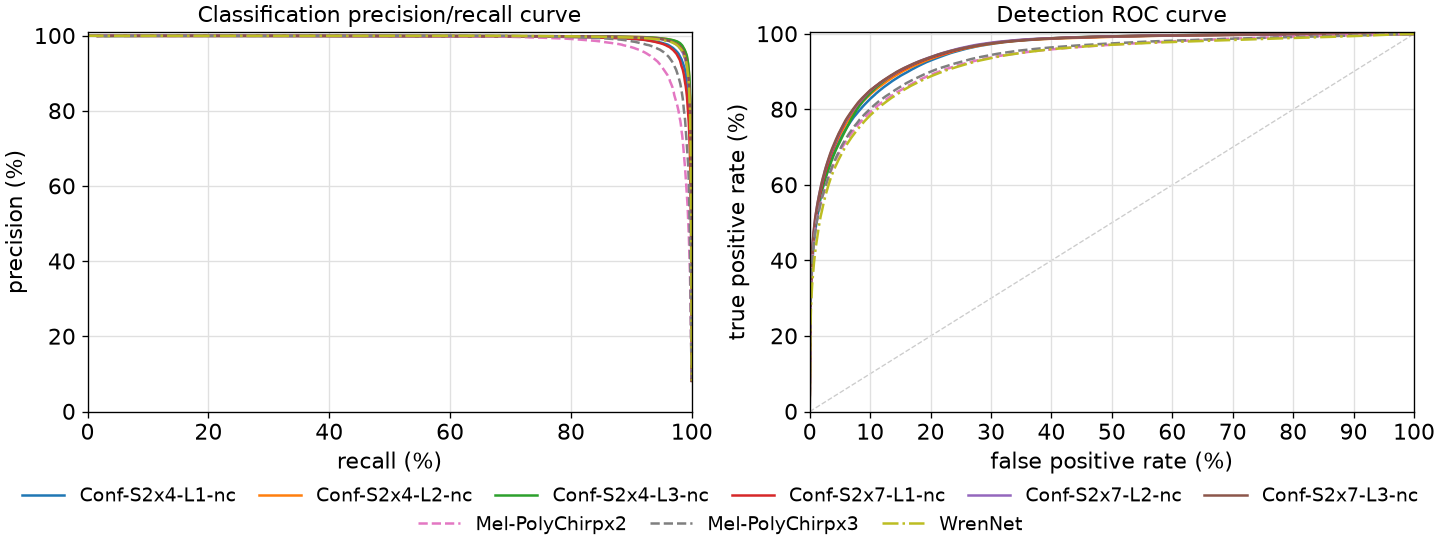 Classification precision/recall curve
100
80
60
40
20
0
precision (%)
0 20 40 60 80 100
recall (%)
Detection ROC curve
100
80
60
40
20
0
true positive rate (%)
0 10 20 30 40 50 60 70 80 90 100
false positive rate (%)
Conf-S2x4-L1-nc Conf-S2x4-L2-nc Conf-S2x4-L3-nc Conf-S2x7-L1-nc Conf-S2x7-L2-nc Conf-S2x7-L3-nc
Mel-PolyChirpx2 Mel-PolyChirpx3 WrenNet